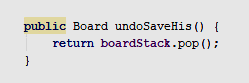 public Board undoSaveHis() {
    return boardStack.pop();
}